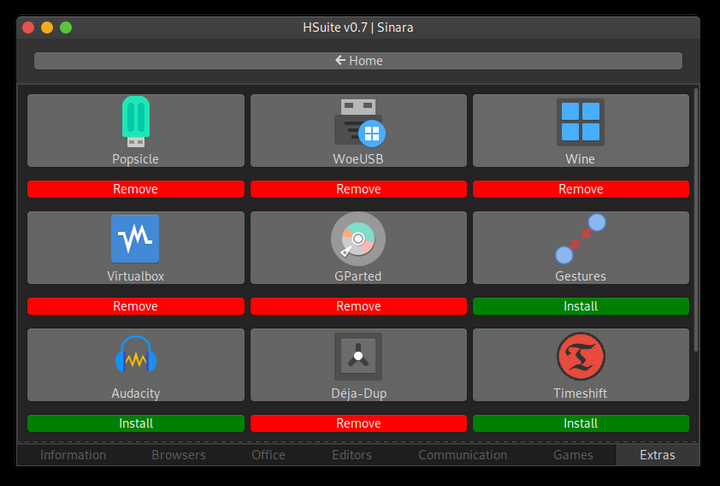 HSuite v0.7 | Sinara
← Home
Popsicle WoeUSB Wine
Remove Remove Remove
Virtualbox GParted Gestures
Remove Remove Install
Audacity Déja-Dup Timeshift
Install Remove Install
Information Browsers Office Editors Communication Games Extras